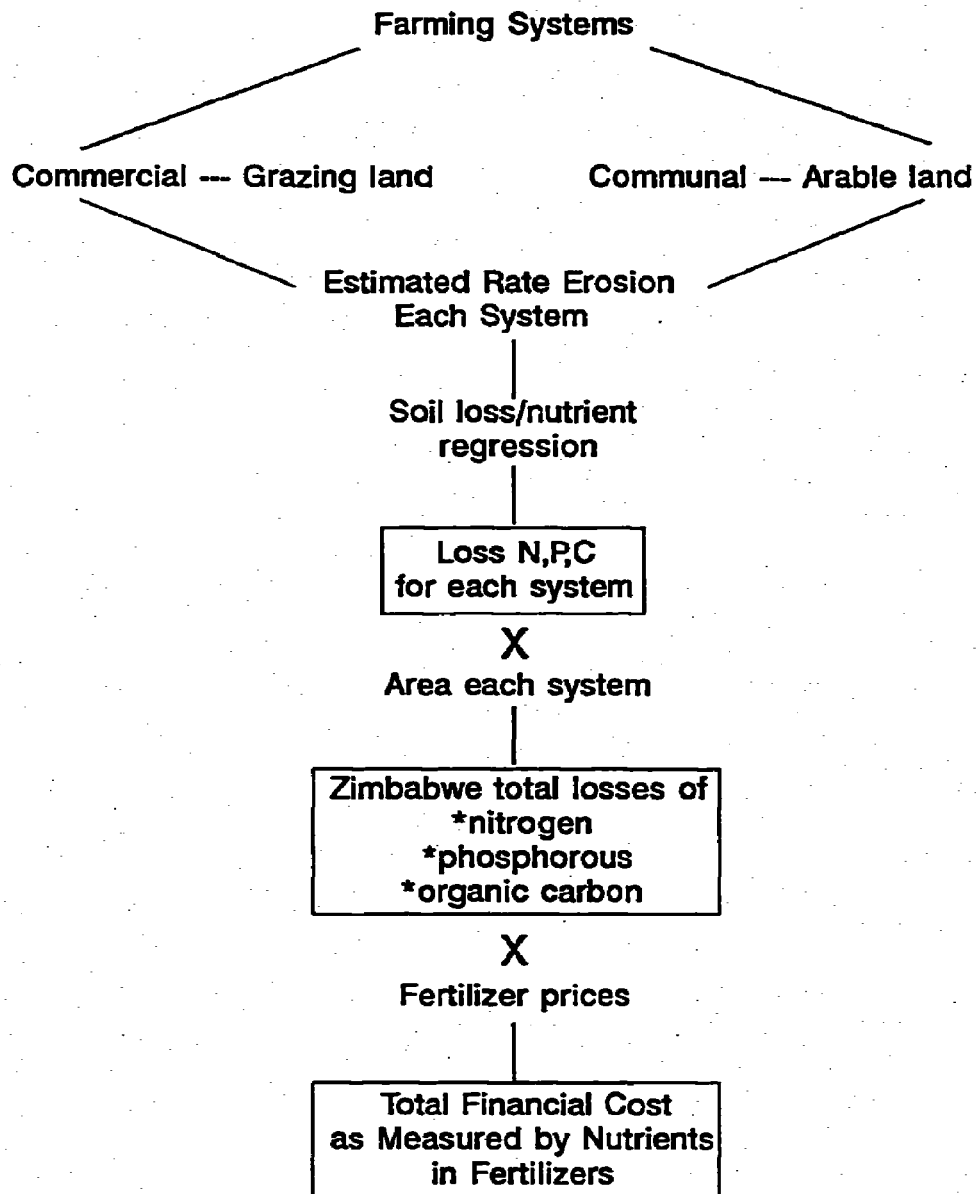 Farming Systems
Commercial --- Grazing land
Communal --- Arable land
Estimated Rate Erosion
Each System
Soil loss/nutrient
regression
Loss N,P,C
for each system
X
Area each system
Zimbabwe total losses of
*nitrogen
*phosphorous
*organic carbon
X
Fertilizer prices
Total Financial Cost
as Measured by Nutrients
in Fertilizers